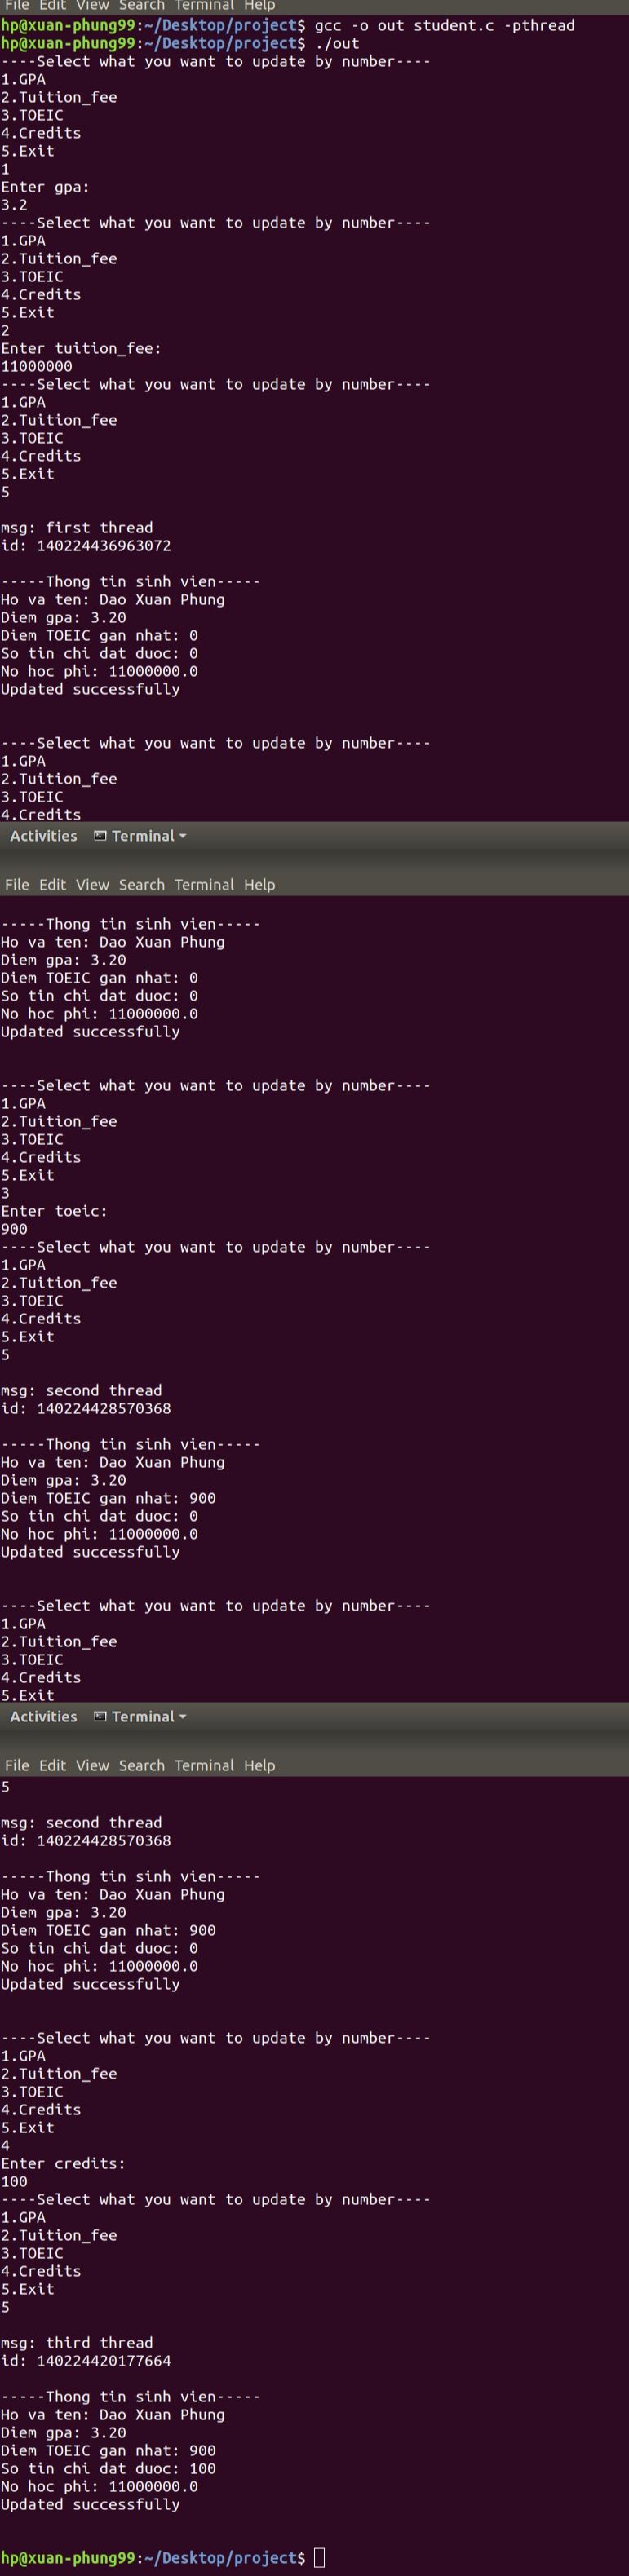 File Edit View Search Terminal Help
hp@xuan-phung99:~/Desktop/project$ gcc -o out student.c -pthread
hp@xuan-phung99:~/Desktop/project$ ./out
----Select what you want to update by number----
1.GPA
2.Tuition_fee
3.TOEIC
4.Credits
5.Exit
1
Enter gpa:
3.2
----Select what you want to update by number----
1.GPA
2.Tuition_fee
3.TOEIC
4.Credits
5.Exit
2
Enter tuition_fee:
11000000
----Select what you want to update by number----
1.GPA
2.Tuition_fee
3.TOEIC
4.Credits
5.Exit
5

msg: first thread
id: 140224436963072

-----Thong tin sinh vien-----
Ho va ten: Dao Xuan Phung
Diem gpa: 3.20
Diem TOEIC gan nhat: 0
So tin chi dat duoc: 0
No hoc phi: 11000000.0
Updated successfully

----Select what you want to update by number----
1.GPA
2.Tuition_fee
3.TOEIC
4.Credits
Activities Terminal
File Edit View Search Terminal Help

-----Thong tin sinh vien-----
Ho va ten: Dao Xuan Phung
Diem gpa: 3.20
Diem TOEIC gan nhat: 0
So tin chi dat duoc: 0
No hoc phi: 11000000.0
Updated successfully

----Select what you want to update by number----
1.GPA
2.Tuition_fee
3.TOEIC
4.Credits
5.Exit
3
Enter toeic:
900
----Select what you want to update by number----
1.GPA
2.Tuition_fee
3.TOEIC
4.Credits
5.Exit
5

msg: second thread
id: 140224428570368

-----Thong tin sinh vien-----
Ho va ten: Dao Xuan Phung
Diem gpa: 3.20
Diem TOEIC gan nhat: 900
So tin chi dat duoc: 0
No hoc phi: 11000000.0
Updated successfully

----Select what you want to update by number----
1.GPA
2.Tuition_fee
3.TOEIC
4.Credits
5.Exit
Activities Terminal
File Edit View Search Terminal Help
5

msg: second thread
id: 140224428570368

-----Thong tin sinh vien-----
Ho va ten: Dao Xuan Phung
Diem gpa: 3.20
Diem TOEIC gan nhat: 900
So tin chi dat duoc: 0
No hoc phi: 11000000.0
Updated successfully

----Select what you want to update by number----
1.GPA
2.Tuition_fee
3.TOEIC
4.Credits
5.Exit
4
Enter credits:
100
----Select what you want to update by number----
1.GPA
2.Tuition_fee
3.TOEIC
4.Credits
5.Exit
5

msg: third thread
id: 140224420177664

-----Thong tin sinh vien-----
Ho va ten: Dao Xuan Phung
Diem gpa: 3.20
Diem TOEIC gan nhat: 900
So tin chi dat duoc: 100
No hoc phi: 11000000.0
Updated successfully

hp@xuan-phung99:~/Desktop/project$